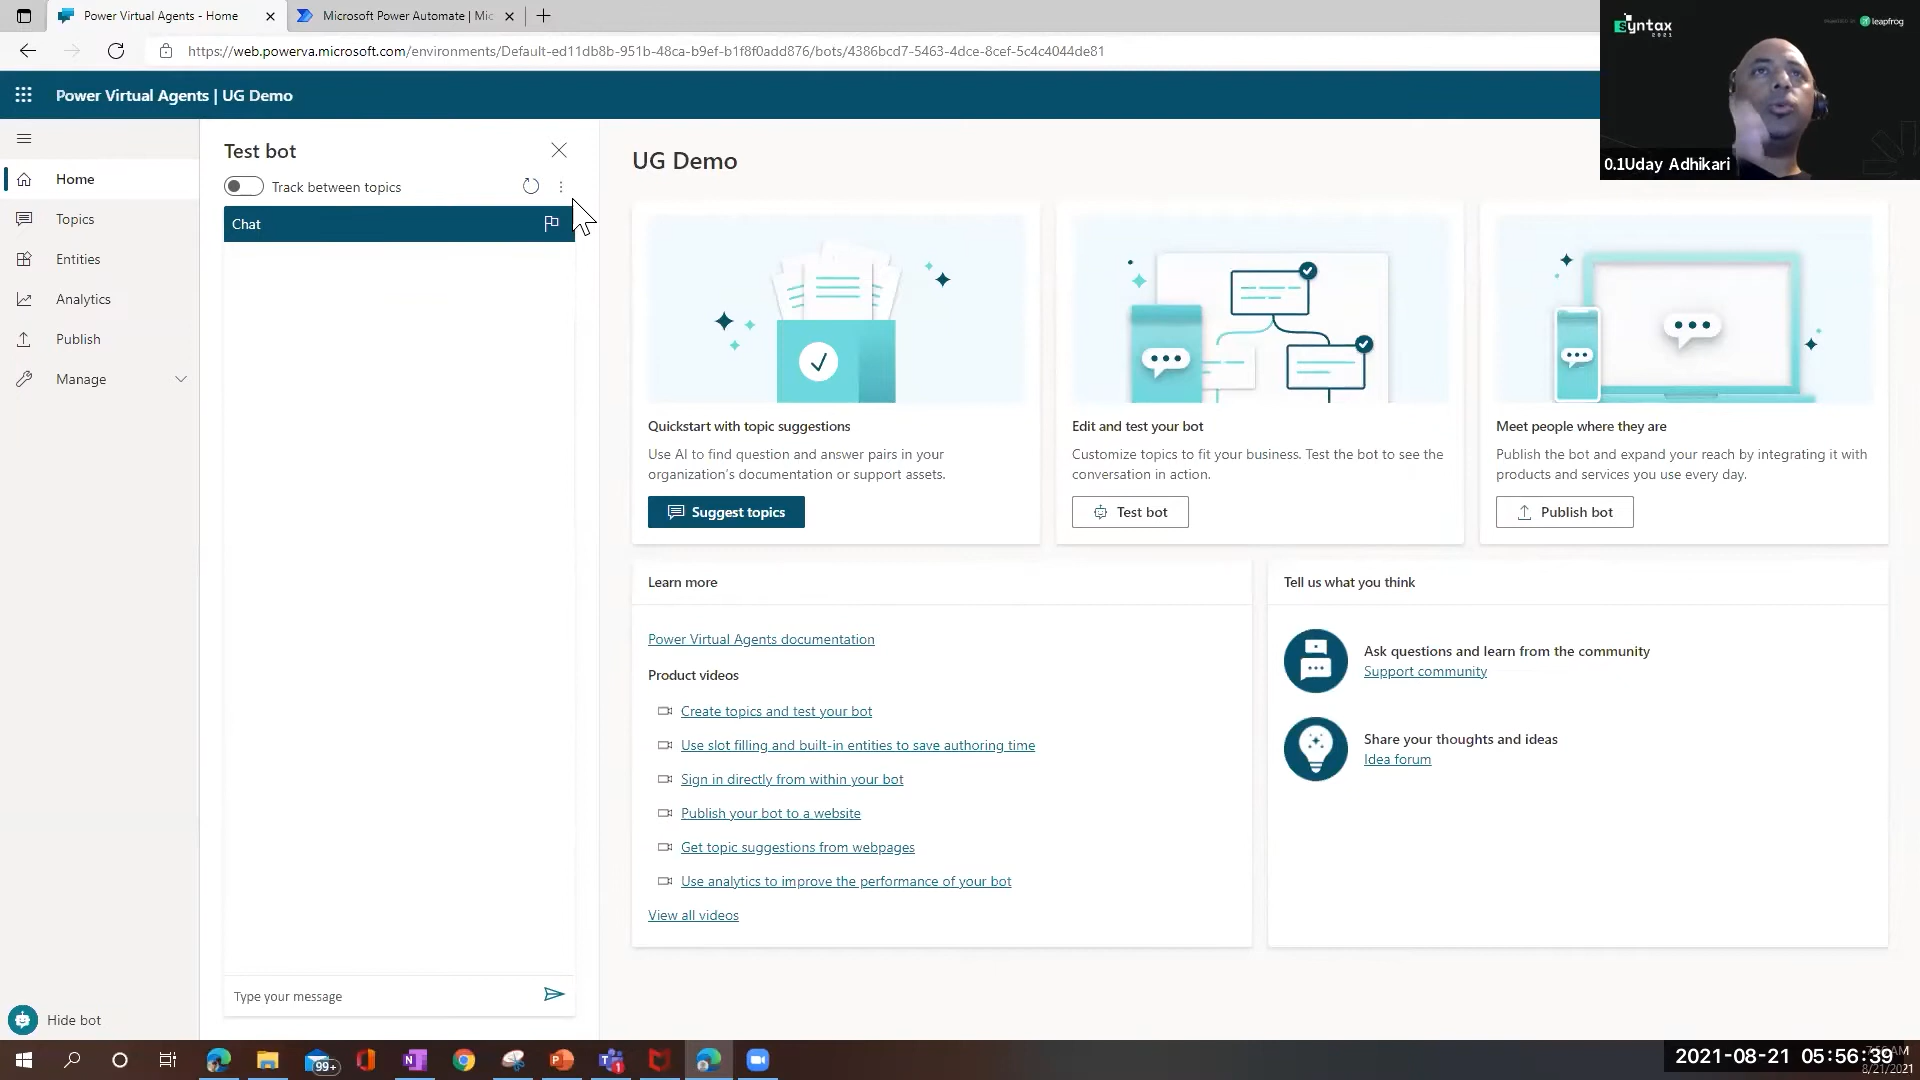 Power Virtual Agents - Home
Microsoft Power Automate | Mic
https://web.powerva.microsoft.com/environments/Default-ed11db8b-951b-48ca-b9ef-b1f8f0add876/bots/4386bcd7-5463-4dce-8cef-5c4c4044de81
syntax
2021
leapfrog
0.1Uday Adhikari
Power Virtual Agents | UG Demo
Home
Topics
Entities
Analytics
Publish
Manage
Hide bot
Test bot
Track between topics
Chat
Type your message
UG Demo
Quickstart with topic suggestions
Use AI to find question and answer pairs in your
organization's documentation or support assets.
Suggest topics
Edit and test your bot
Customize topics to fit your business. Test the bot to see the
conversation in action.
Test bot
Meet people where they are
Publish the bot and expand your reach by integrating it with
products and services you use every day.
Publish bot
Learn more
Power Virtual Agents documentation
Product videos
Create topics and test your bot
Use slot filling and built-in entities to save authoring time
Sign in directly from within your bot
Publish your bot to a website
Get topic suggestions from webpages
Use analytics to improve the performance of your bot
View all videos
Tell us what you think
Ask questions and learn from the community
Support community
Share your thoughts and ideas
Idea forum
99+
1
2021-08-21 05:56:39
8/21/2021